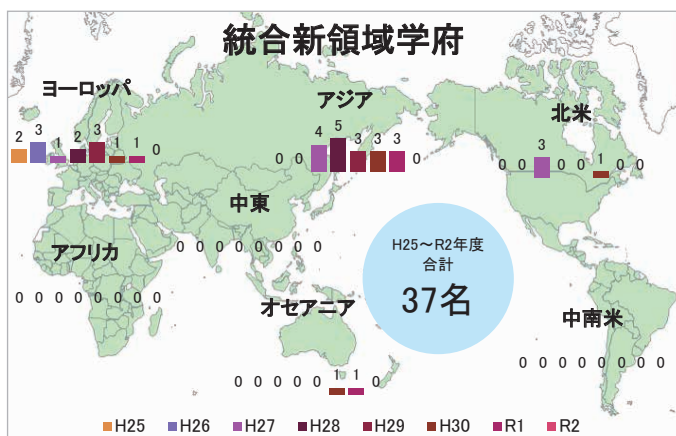 統合新領域学府
ヨーロッパ
2 3 1 2 3 1 1 0
アジア
0 0 4 5 3 3 3 0
北米
0 0 3 0 0 1 0 0
中東
0 0 0 0 0 0 0 0
アフリカ
0 0 0 0 0 0 0 0
H25～R2年度
合計
37名
オセアニア
0 0 0 0 0 1 1 0
中南米
0 0 0 0 0 0 0 0
H25 H26 H27 H28 H29 H30 R1 R2